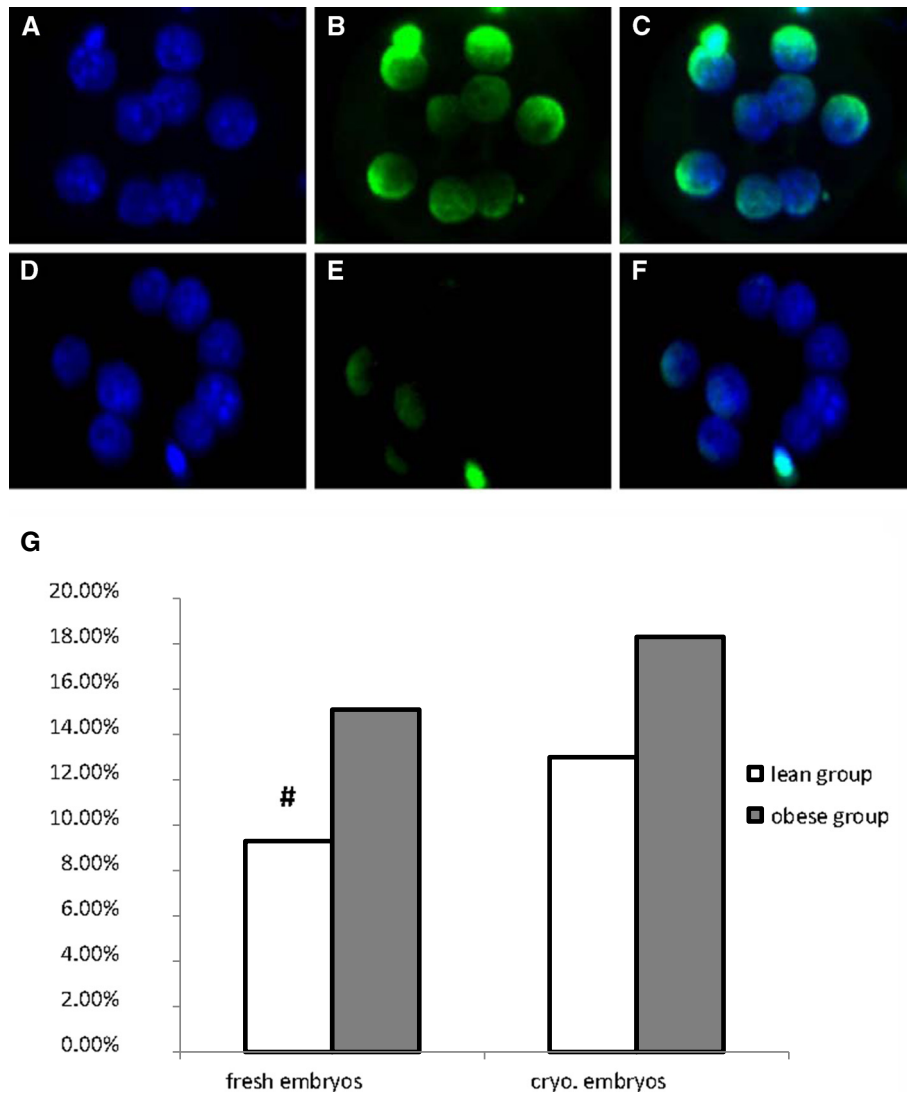 A B C
D E F
G
20.00%
18.00%
16.00%
14.00%
12.00%
10.00%
8.00%
6.00%
4.00%
2.00%
0.00%
#
lean group
obese group
fresh embryos cryo. embryos